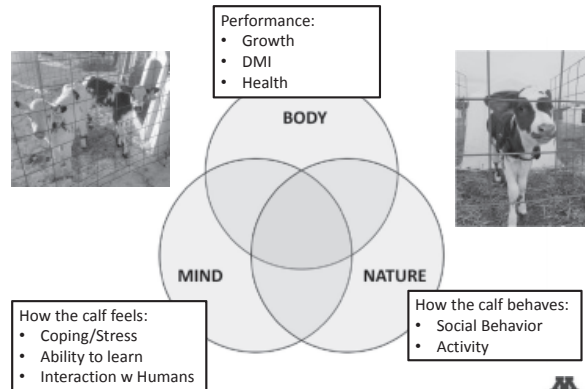 Performance:
• Growth
• DMI
• Health
BODY
MIND
NATURE
How the calf feels:
• Coping/Stress
• Ability to learn
• Interaction w Humans
How the calf behaves:
• Social Behavior
• Activity
M